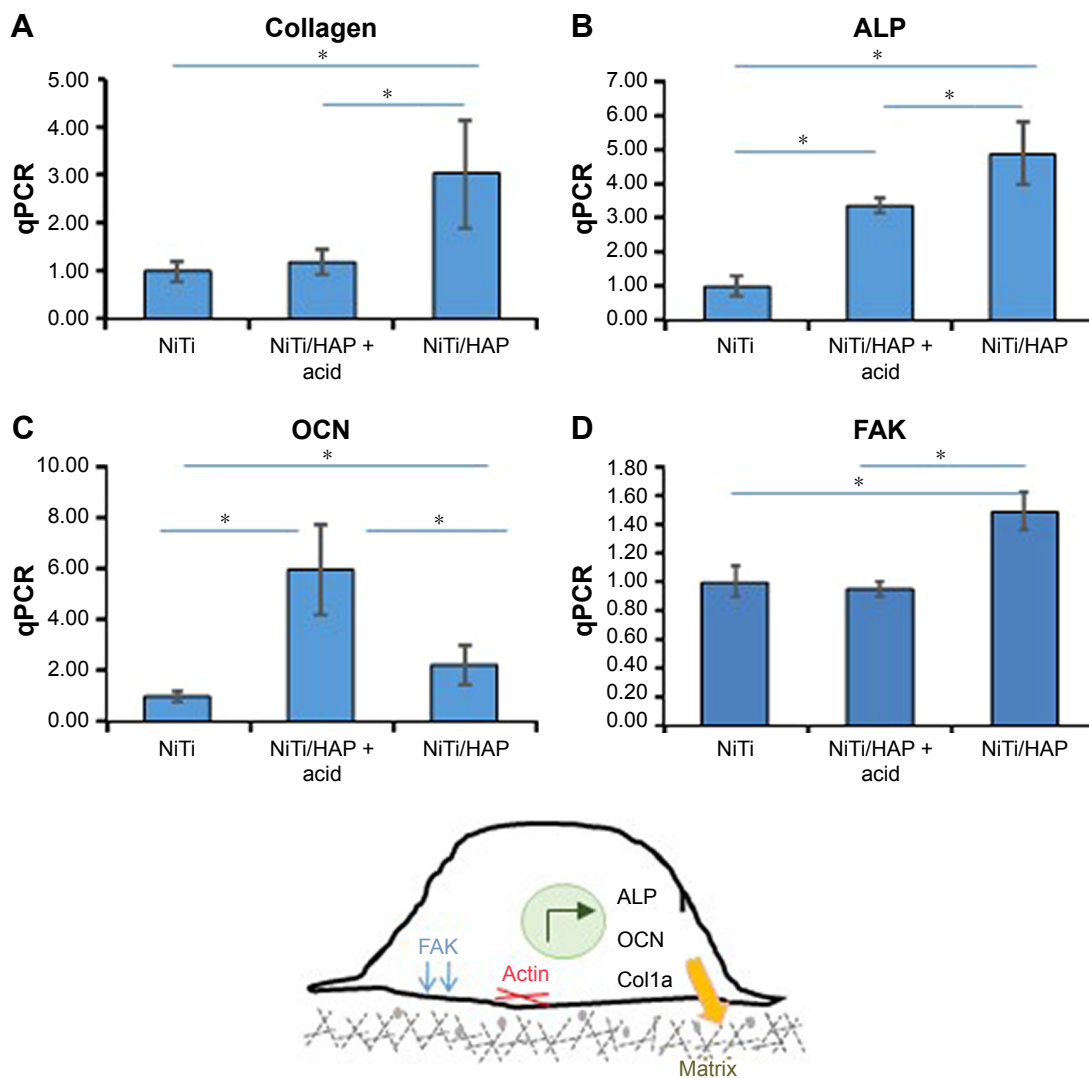 A
Collagen
*
*
qPCR
5.00
4.00
3.00
2.00
1.00
0.00
NiTi
NiTi/HAP +
acid
NiTi/HAP
B
ALP
*
*
*
qPCR
7.00
6.00
5.00
4.00
3.00
2.00
1.00
0.00
NiTi
NiTi/HAP +
acid
NiTi/HAP
C
OCN
*
*
*
qPCR
10.00
8.00
6.00
4.00
2.00
0.00
NiTi
NiTi/HAP +
acid
NiTi/HAP
D
FAK
*
*
qPCR
1.80
1.60
1.40
1.20
1.00
0.80
0.60
0.40
0.20
0.00
NiTi
NiTi/HAP +
acid
NiTi/HAP
ALP
OCN
Col1a
FAK
Actin
Matrix